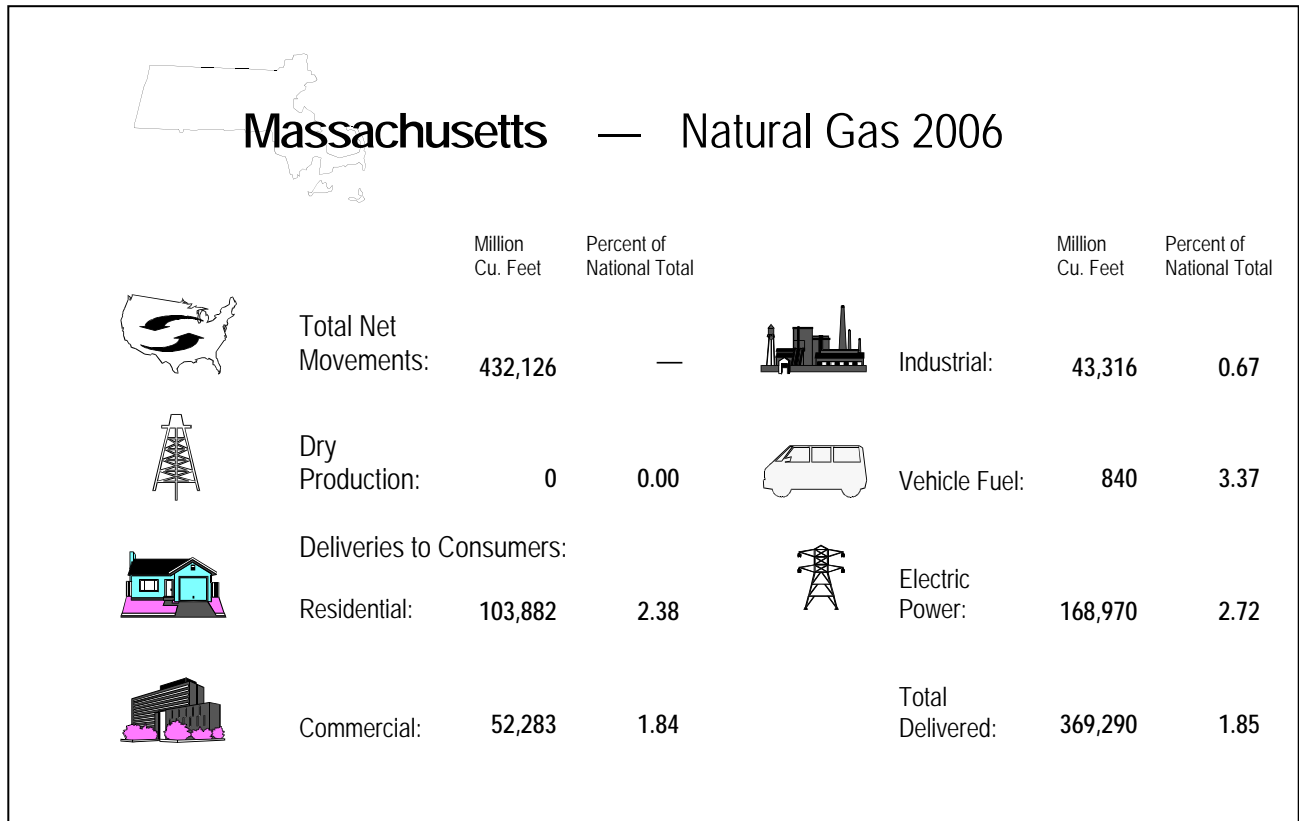 Massachusetts — Natural Gas 2006
Million Cu. Feet
Percent of National Total
Total Net Movements: 432,126 —
Dry Production: 0 0.00
Deliveries to Consumers:
Residential: 103,882 2.38
Commercial: 52,283 1.84
Million Cu. Feet
Percent of National Total
Industrial: 43,316 0.67
Vehicle Fuel: 840 3.37
Electric Power: 168,970 2.72
Total Delivered: 369,290 1.85